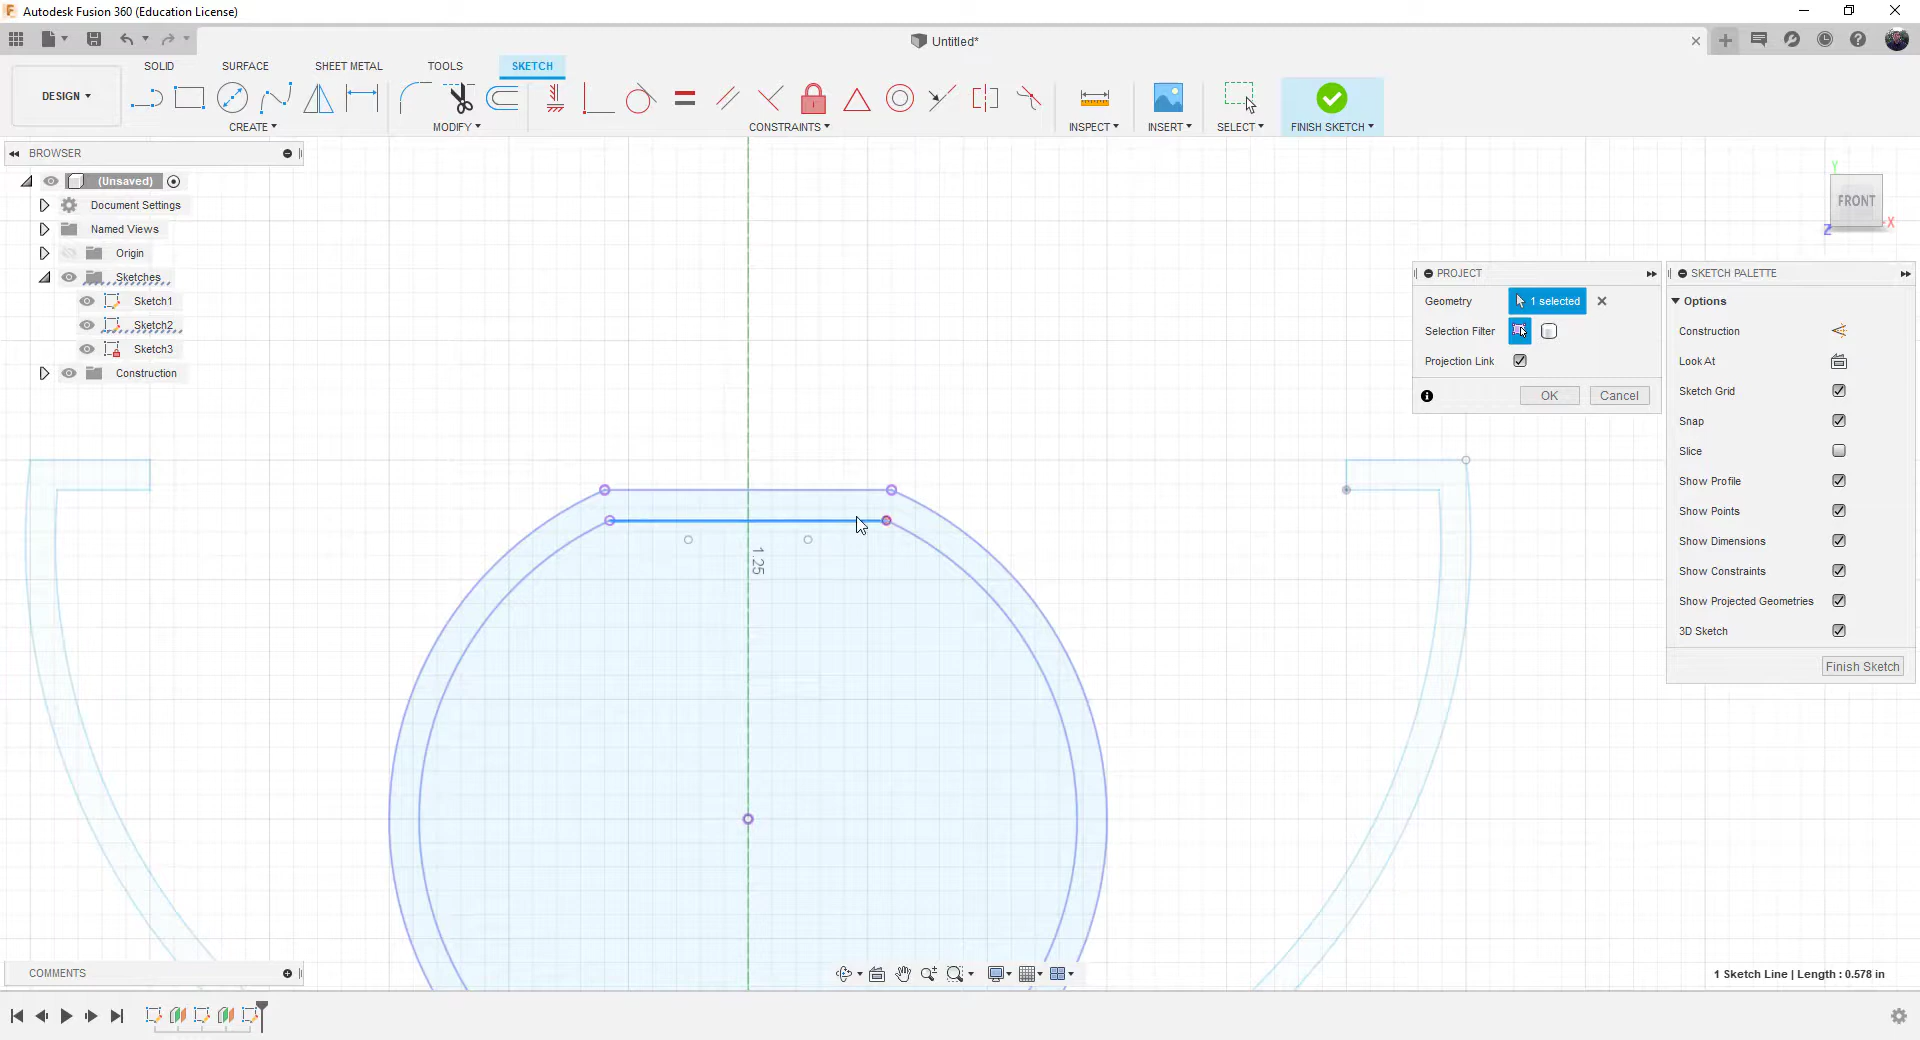 Autodesk Fusion 360 (Education License)
Untitled*
SOLID SURFACE SHEET METAL TOOLS SKETCH
DESIGN
CREATE MODIFY CONSTRAINTS INSPECT INSERT SELECT FINISH SKETCH
BROWSER
(Unsaved)
Document Settings
Named Views
Origin
Sketches
Sketch1
Sketch2
Sketch3
Construction
Y
FRONT
X
Z
PROJECT
Geometry 1 selected
Selection Filter
Projection Link
OK Cancel
SKETCH PALETTE
Options
Construction
Look At
Sketch Grid
Snap
Slice
Show Profile
Show Points
Show Dimensions
Show Constraints
Show Projected Geometries
3D Sketch
Finish Sketch
1.25
COMMENTS
1 Sketch Line | Length : 0.578 in